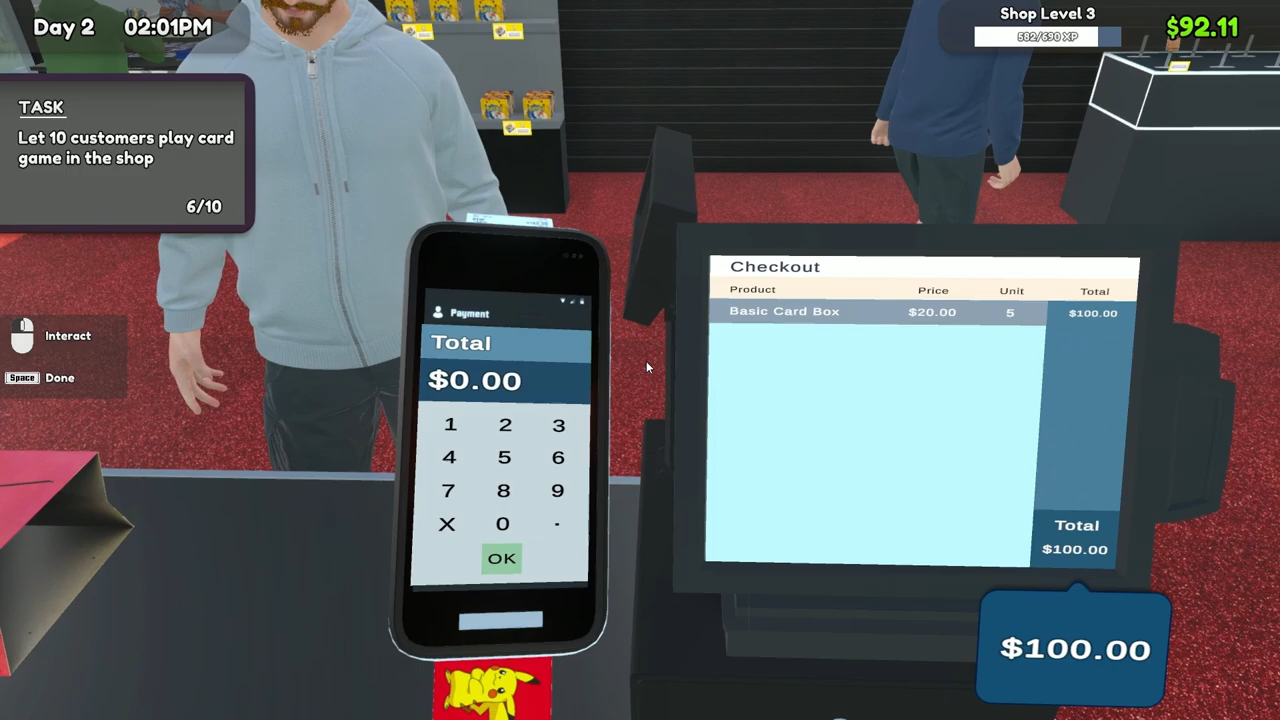 Day 2 02:01PM
Shop Level 3
582/690 XP
$92.11
TASK
Let 10 customers play card
game in the shop
6/10
Interact
Space Done
Payment
Total
$0.00
1 2 3
4 5 6
7 8 9
X 0 .
OK
Checkout
Product Price Unit Total
Basic Card Box $20.00 5 $100.00
Total
$100.00
$100.00